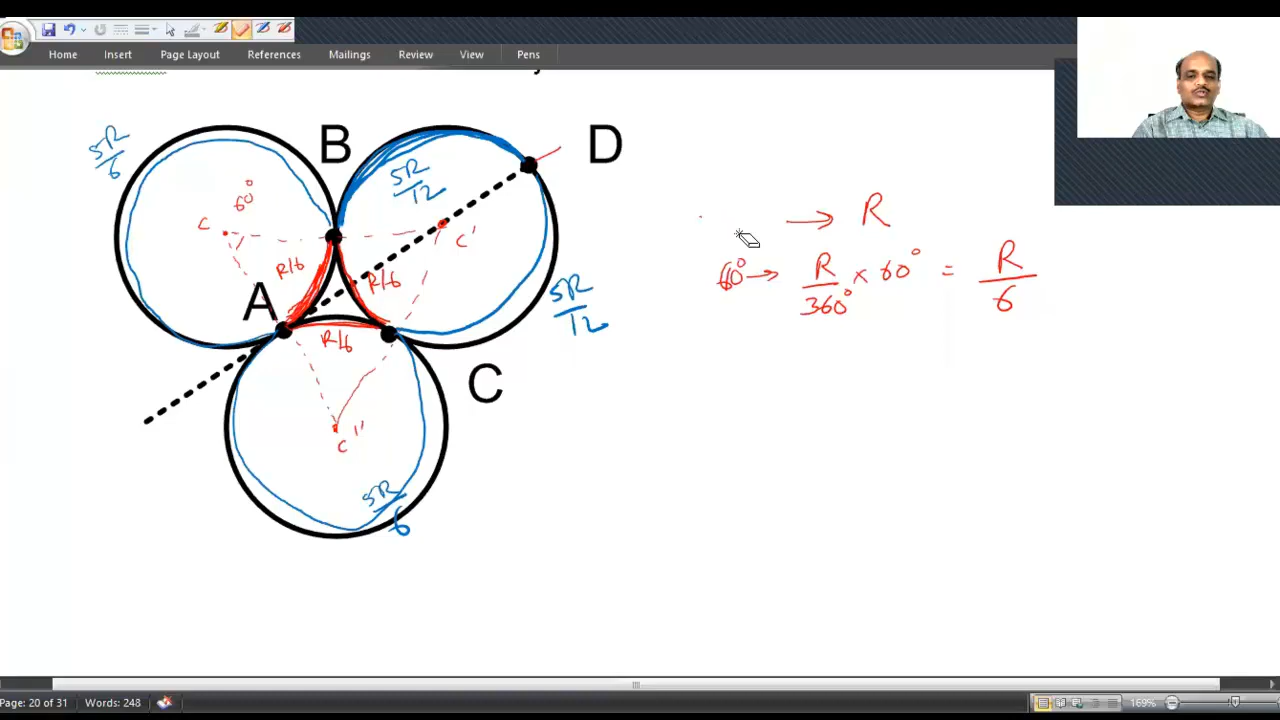 Home Insert Page Layout References Mailings Review View Pens
5R/6
B
D
5R/12
60°
C
C'
R/6
R/6
A
5R/12
R/6
C
C''
5R/6
→ R
60° → R/360° × 60° = R/6
Page: 20 of 31 Words: 248 169%